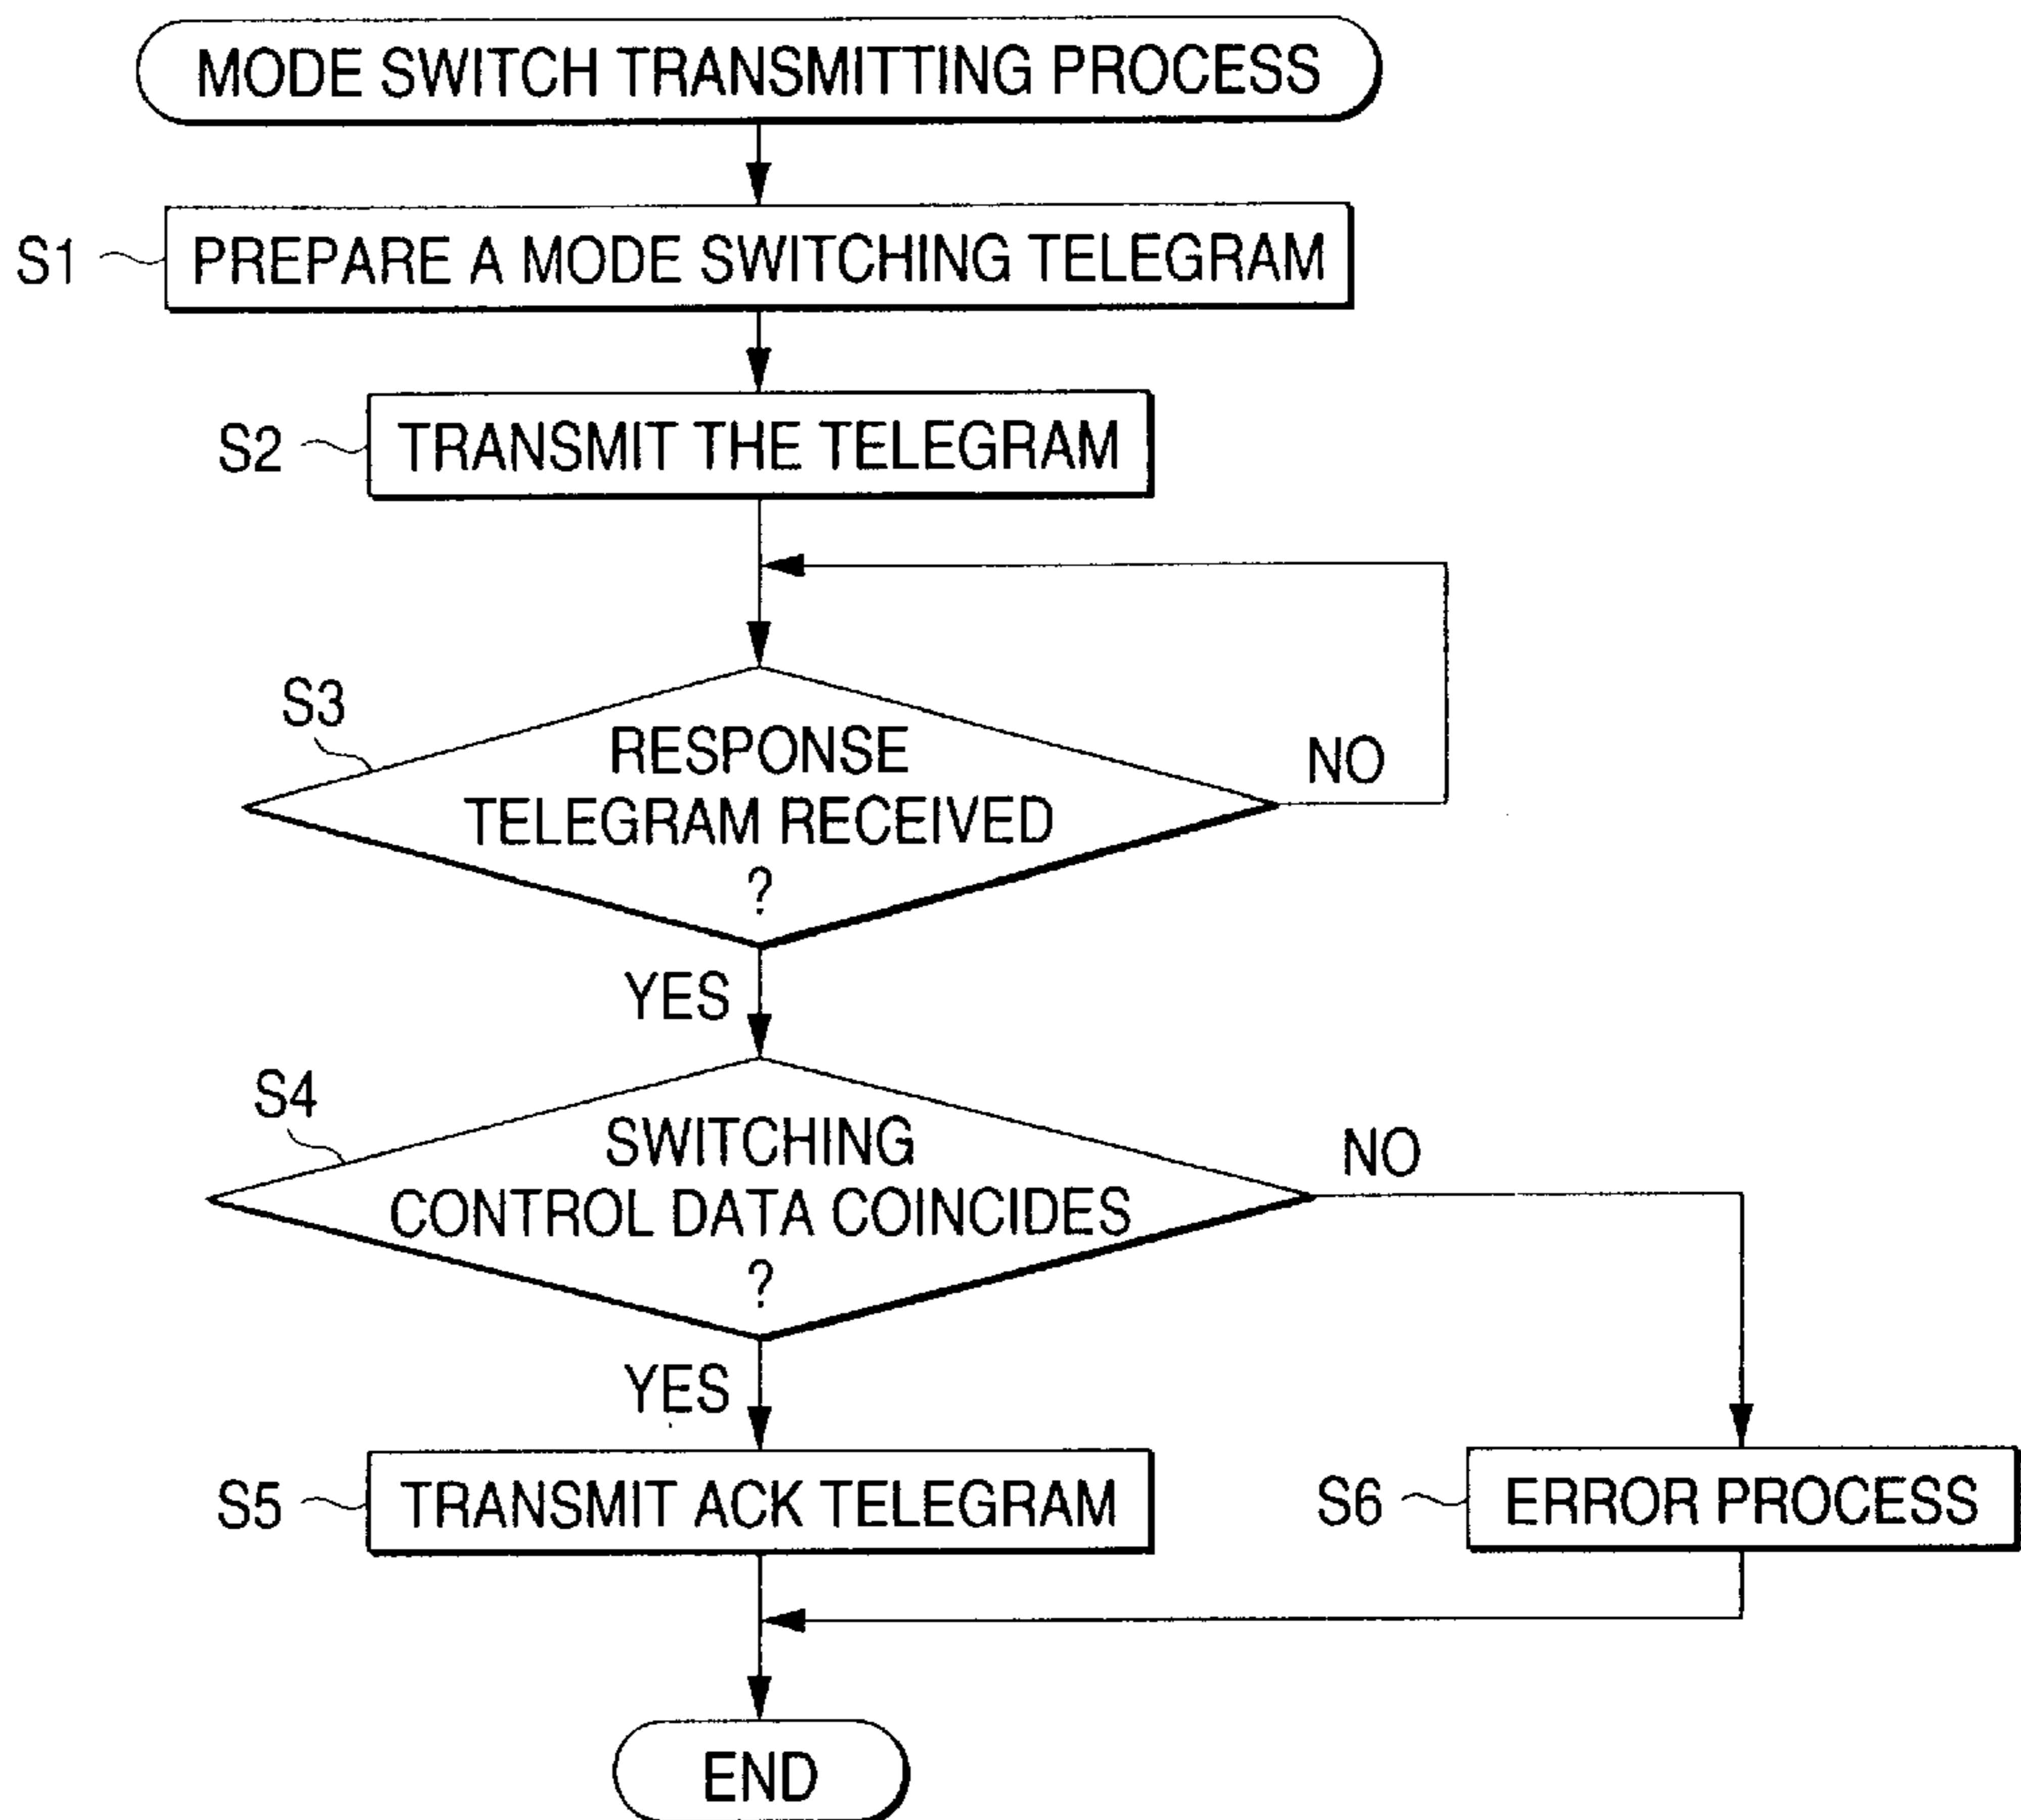 MODE SWITCH TRANSMITTING PROCESS
S1
PREPARE A MODE SWITCHING TELEGRAM
S2
TRANSMIT THE TELEGRAM
S3
RESPONSE
TELEGRAM RECEIVED
?
NO
YES
S4
SWITCHING
CONTROL DATA COINCIDES
?
NO
YES
S5
TRANSMIT ACK TELEGRAM
S6
ERROR PROCESS
END